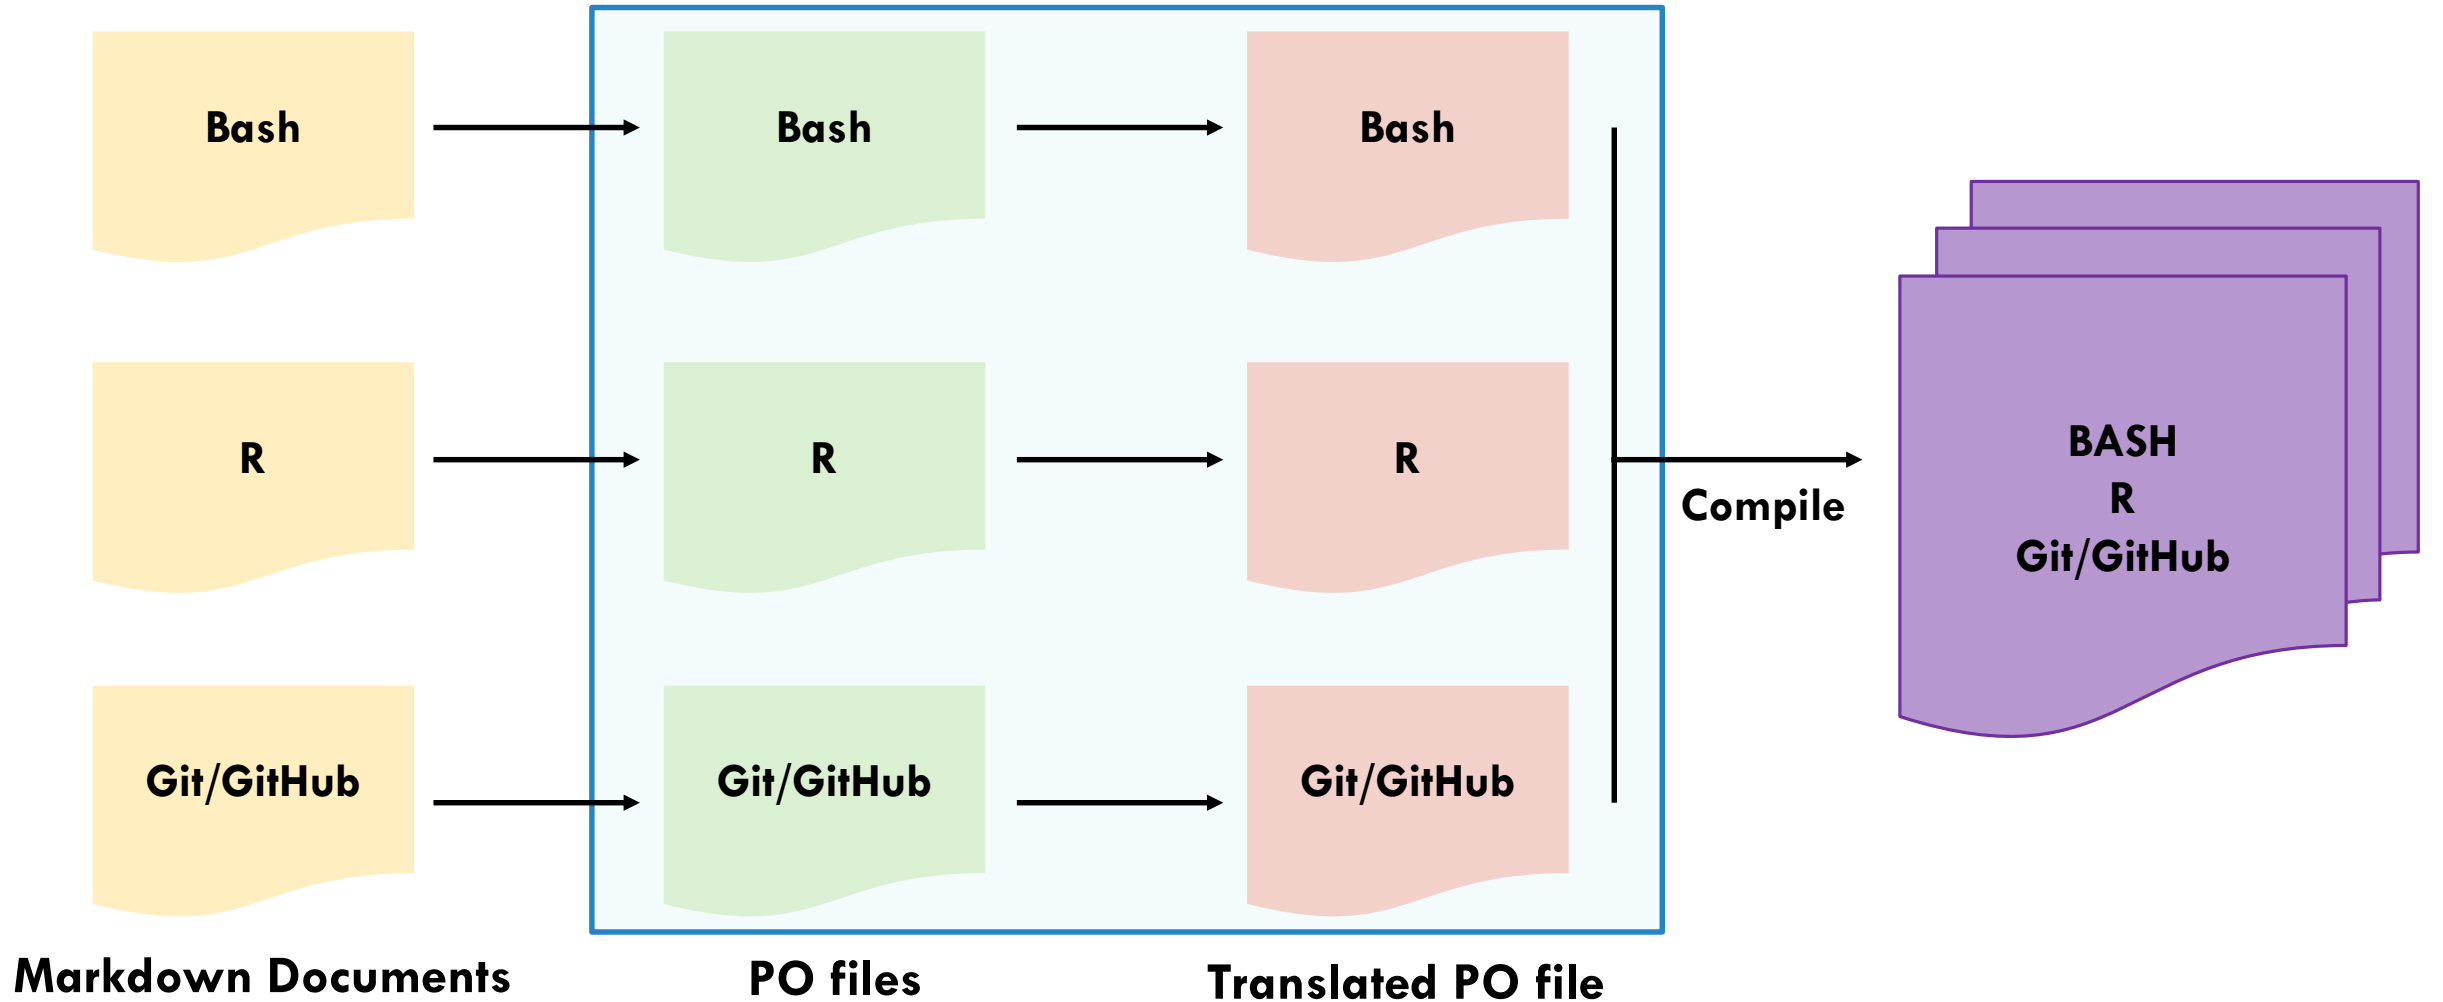 Bash
Bash
Bash
R
R
R
Git/GitHub
Git/GitHub
Git/GitHub
Compile
BASH
R
Git/GitHub
Markdown Documents
PO files
Translated PO file